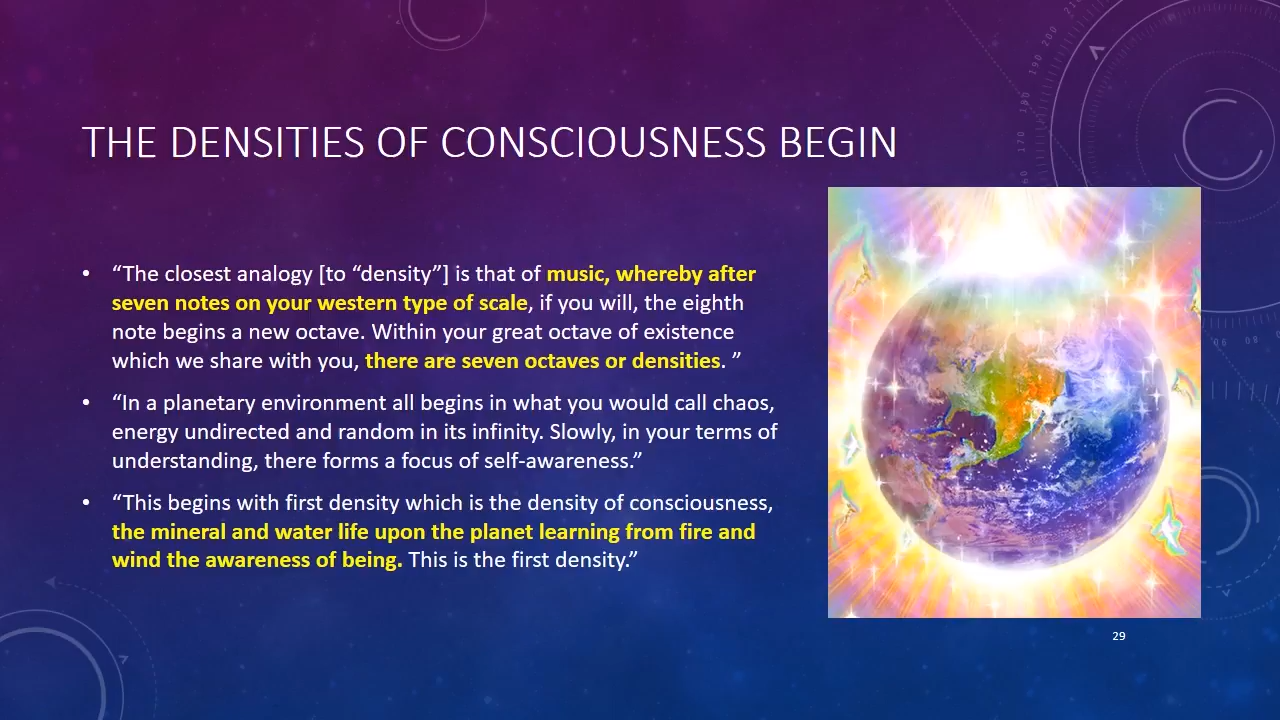 THE DENSITIES OF CONSCIOUSNESS BEGIN
• “The closest analogy [to “density”] is that of music, whereby after
seven notes on your western type of scale, if you will, the eighth
note begins a new octave. Within your great octave of existence
which we share with you, there are seven octaves or densities. ”
• “In a planetary environment all begins in what you would call chaos,
energy undirected and random in its infinity. Slowly, in your terms of
understanding, there forms a focus of self-awareness.”
• “This begins with first density which is the density of consciousness,
the mineral and water life upon the planet learning from fire and
wind the awareness of being. This is the first density.”
29
210
200
190
180
170